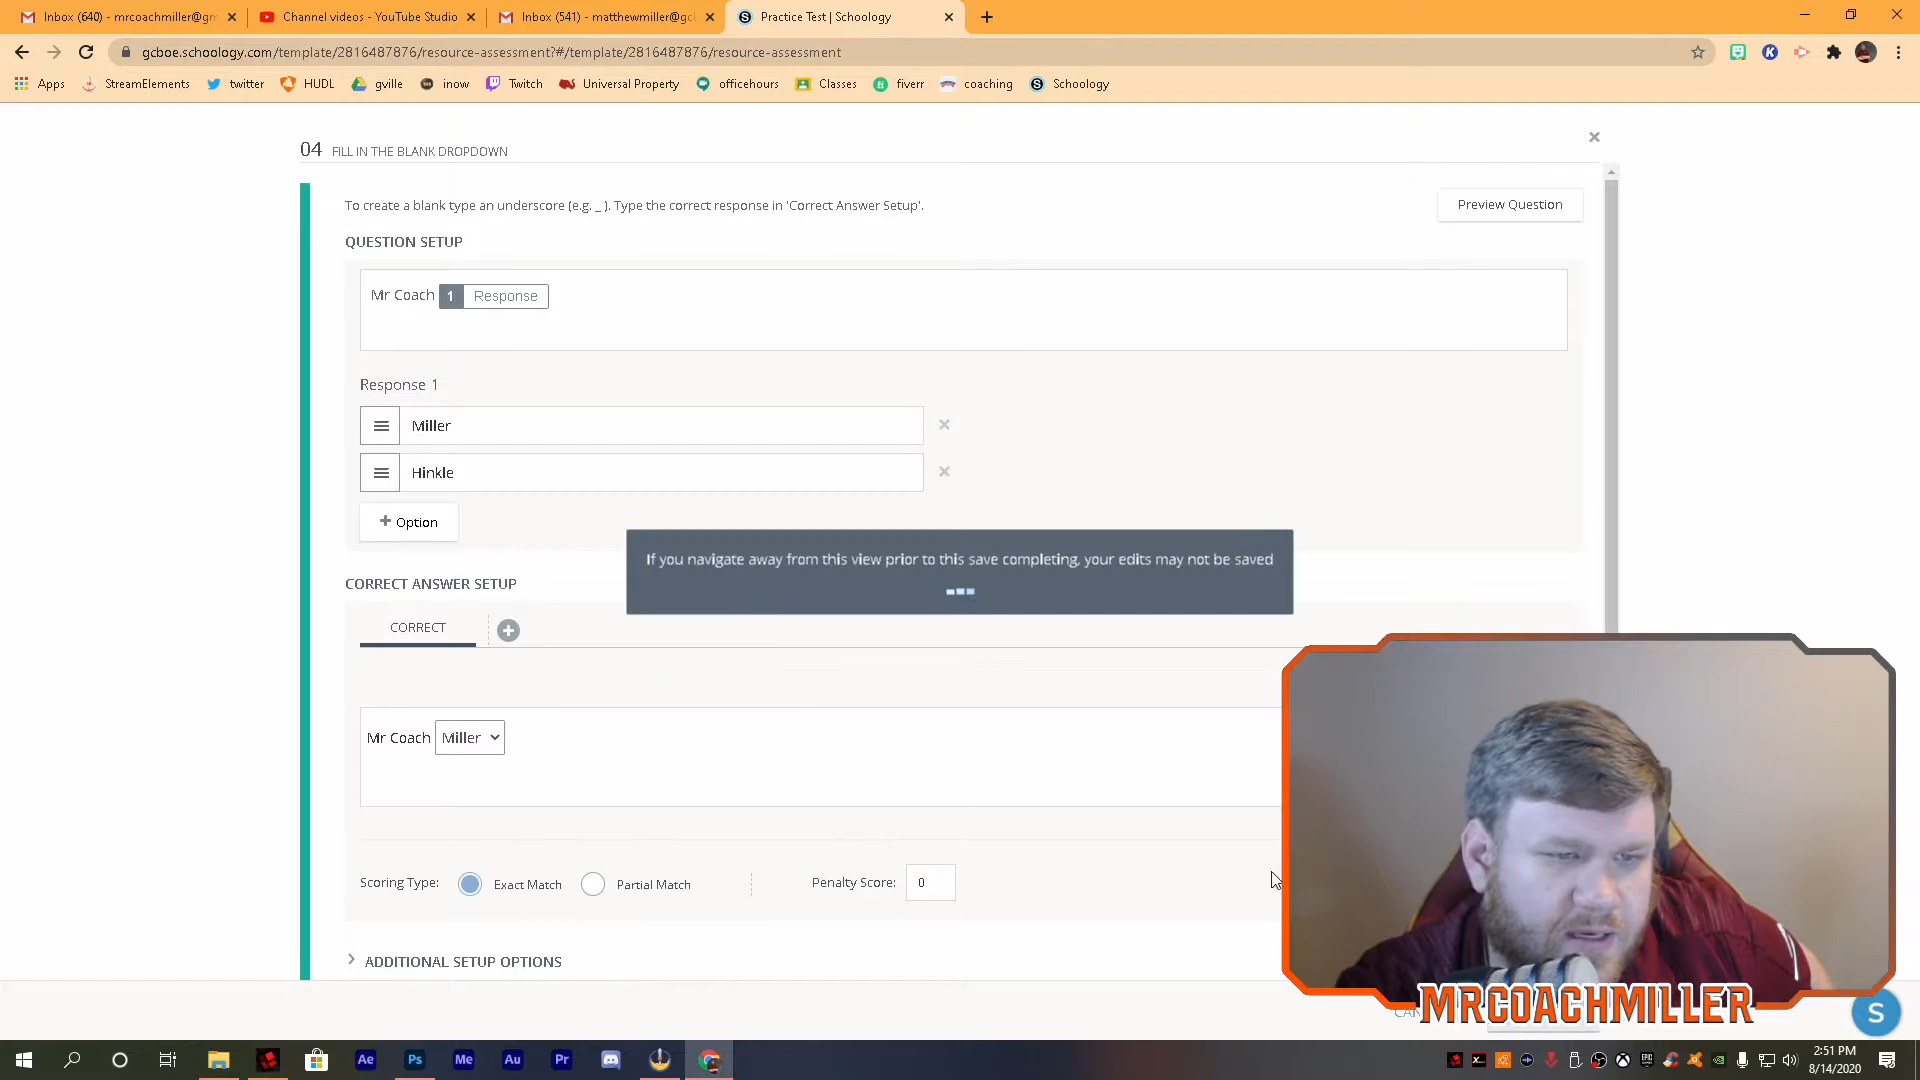 Inbox (640) - mrcoachmiller@gm
Channel videos - YouTube Studio
Inbox (541) - matthewmiller@gcl
Practice Test | Schoology
gcboe.schoology.com/template/2816487876/resource-assessment?#/template/2816487876/resource-assessment
Apps StreamElements twitter HUDL gville inow Twitch Universal Property officehours Classes fiverr coaching Schoology
04 FILL IN THE BLANK DROPDOWN
To create a blank type an underscore (e.g. _ ). Type the correct response in 'Correct Answer Setup'.
Preview Question
QUESTION SETUP
Mr Coach 1 Response
Response 1
Miller
Hinkle
+ Option
If you navigate away from this view prior to this save completing, your edits may not be saved
CORRECT ANSWER SETUP
CORRECT
Mr Coach Miller
Scoring Type: Exact Match Partial Match Penalty Score: 0
ADDITIONAL SETUP OPTIONS
MRCOACHMILLER
S
Ae Ps Me Au Pr
2:51 PM
8/14/2020